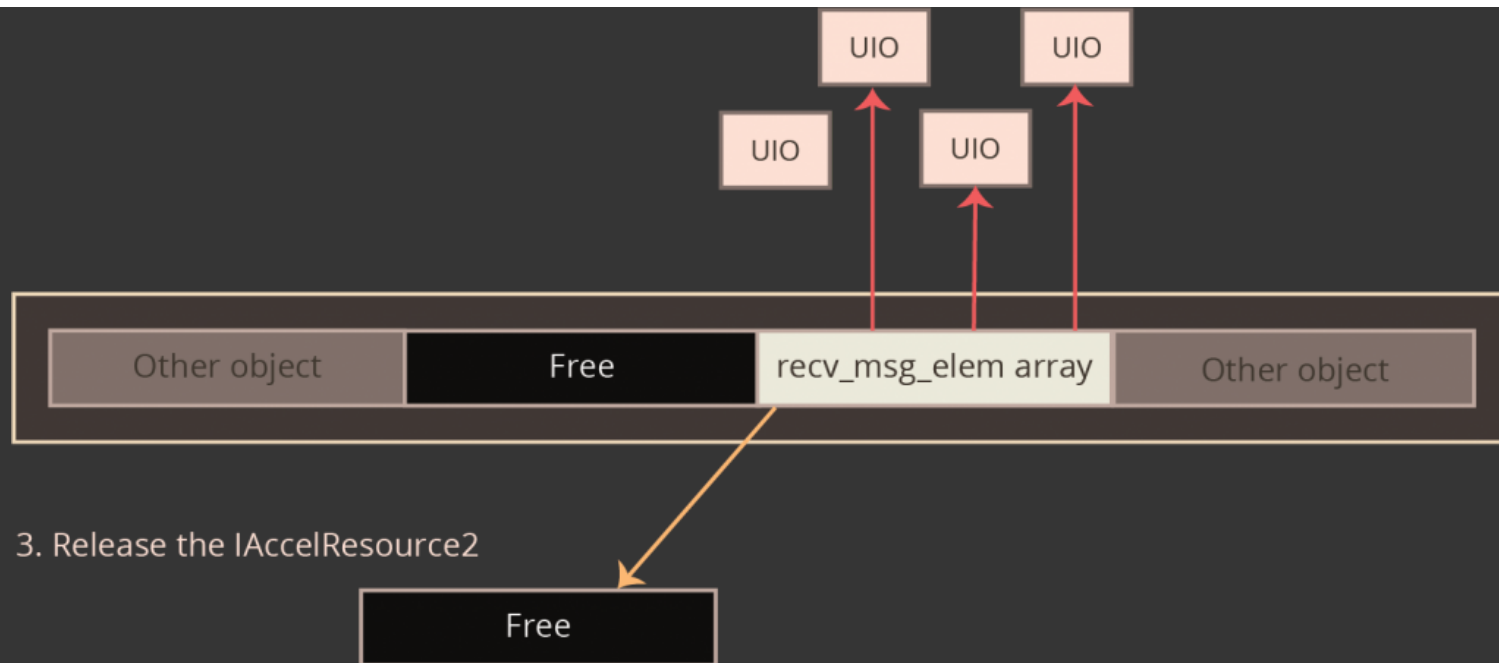 UIO
UIO
UIO
UIO
Other object
Free
recv_msg_elem array
Other object
3. Release the IAccelResource2
Free